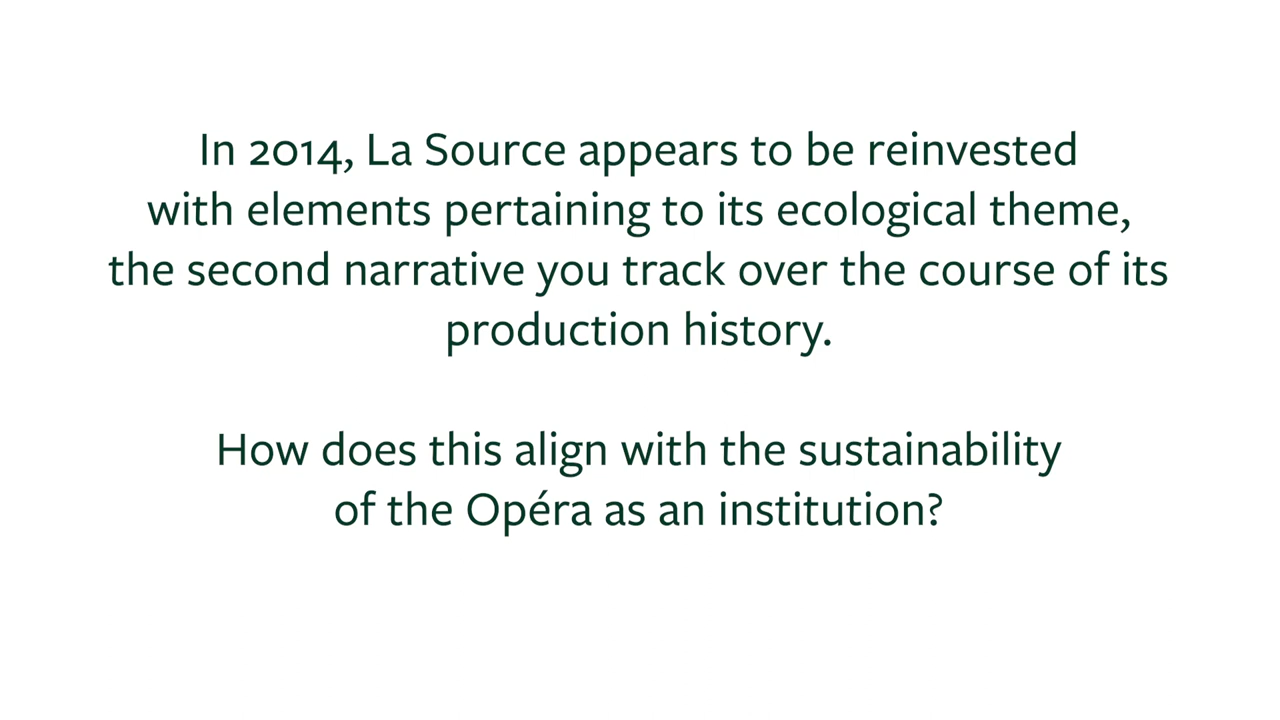 In 2014, La Source appears to be reinvested
with elements pertaining to its ecological theme,
the second narrative you track over the course of its
production history.
How does this align with the sustainability
of the Opéra as an institution?